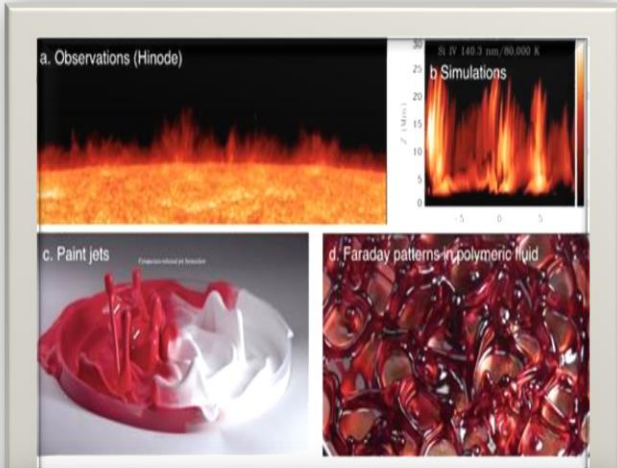 a. Observations (Hinode)
Si IV 140.3 nm/80,000 K
b Simulations
Z (Mm)
30
25
20
15
10
5
0
-5 0 5
c. Paint jets
d. Faraday patterns in polymeric fluid